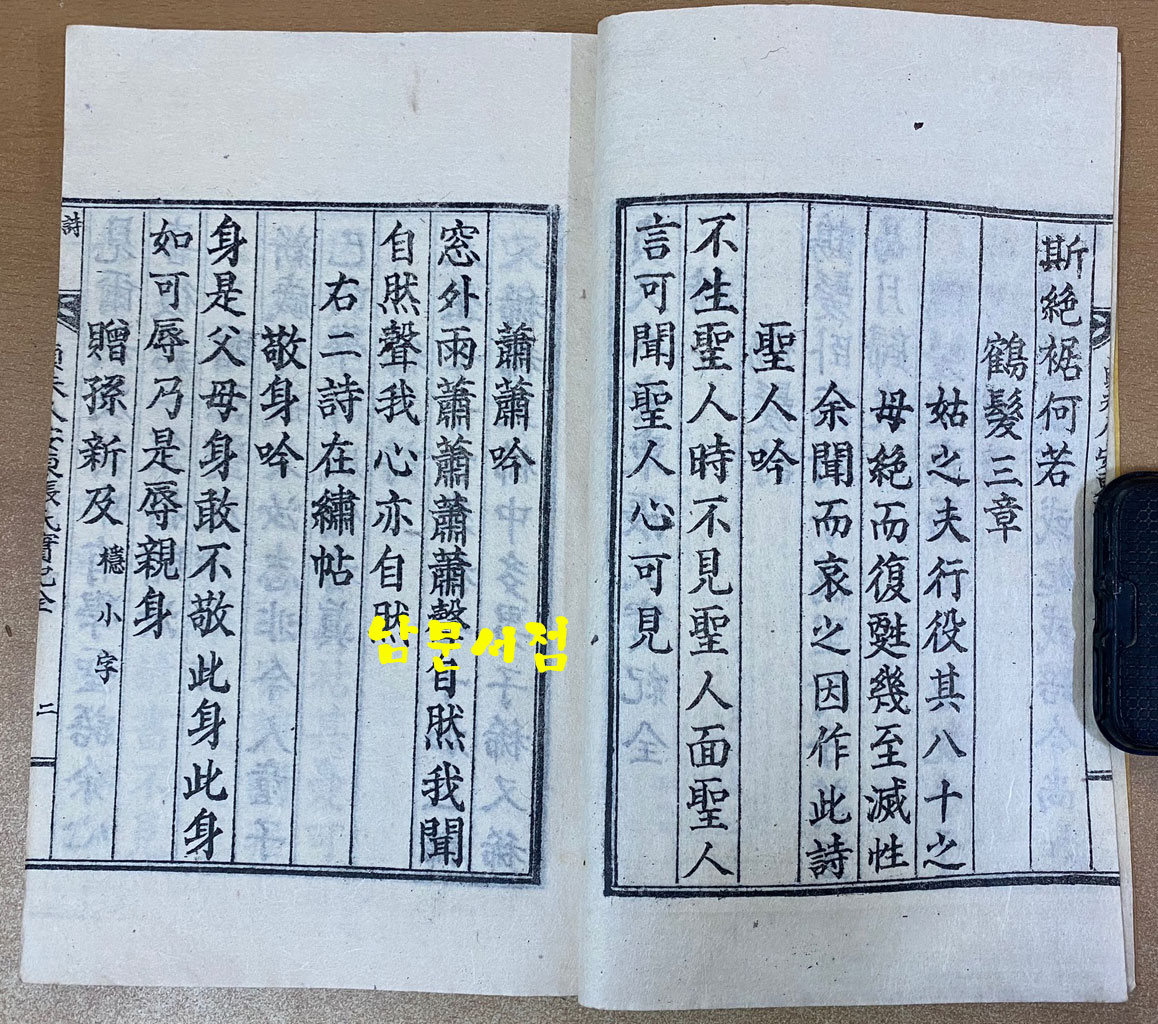 斯絶裾何若
鶴髮三章
姑之夫行役其八十之
母絶而復甦幾至滅性
余聞而哀之因作此詩
聖人吟
不生聖人時不見聖人面聖人
言可聞聖人心可見
蕭蕭吟
窓外雨蕭蕭蕭蕭聲自然我聞
自然聲我心亦自然
右二詩在繡帖
敬身吟
身是父母身敢不敬此身此身
如可辱乃是辱親身
贈孫新及 穩小字
詩
張氏實紀全 二
남문서점